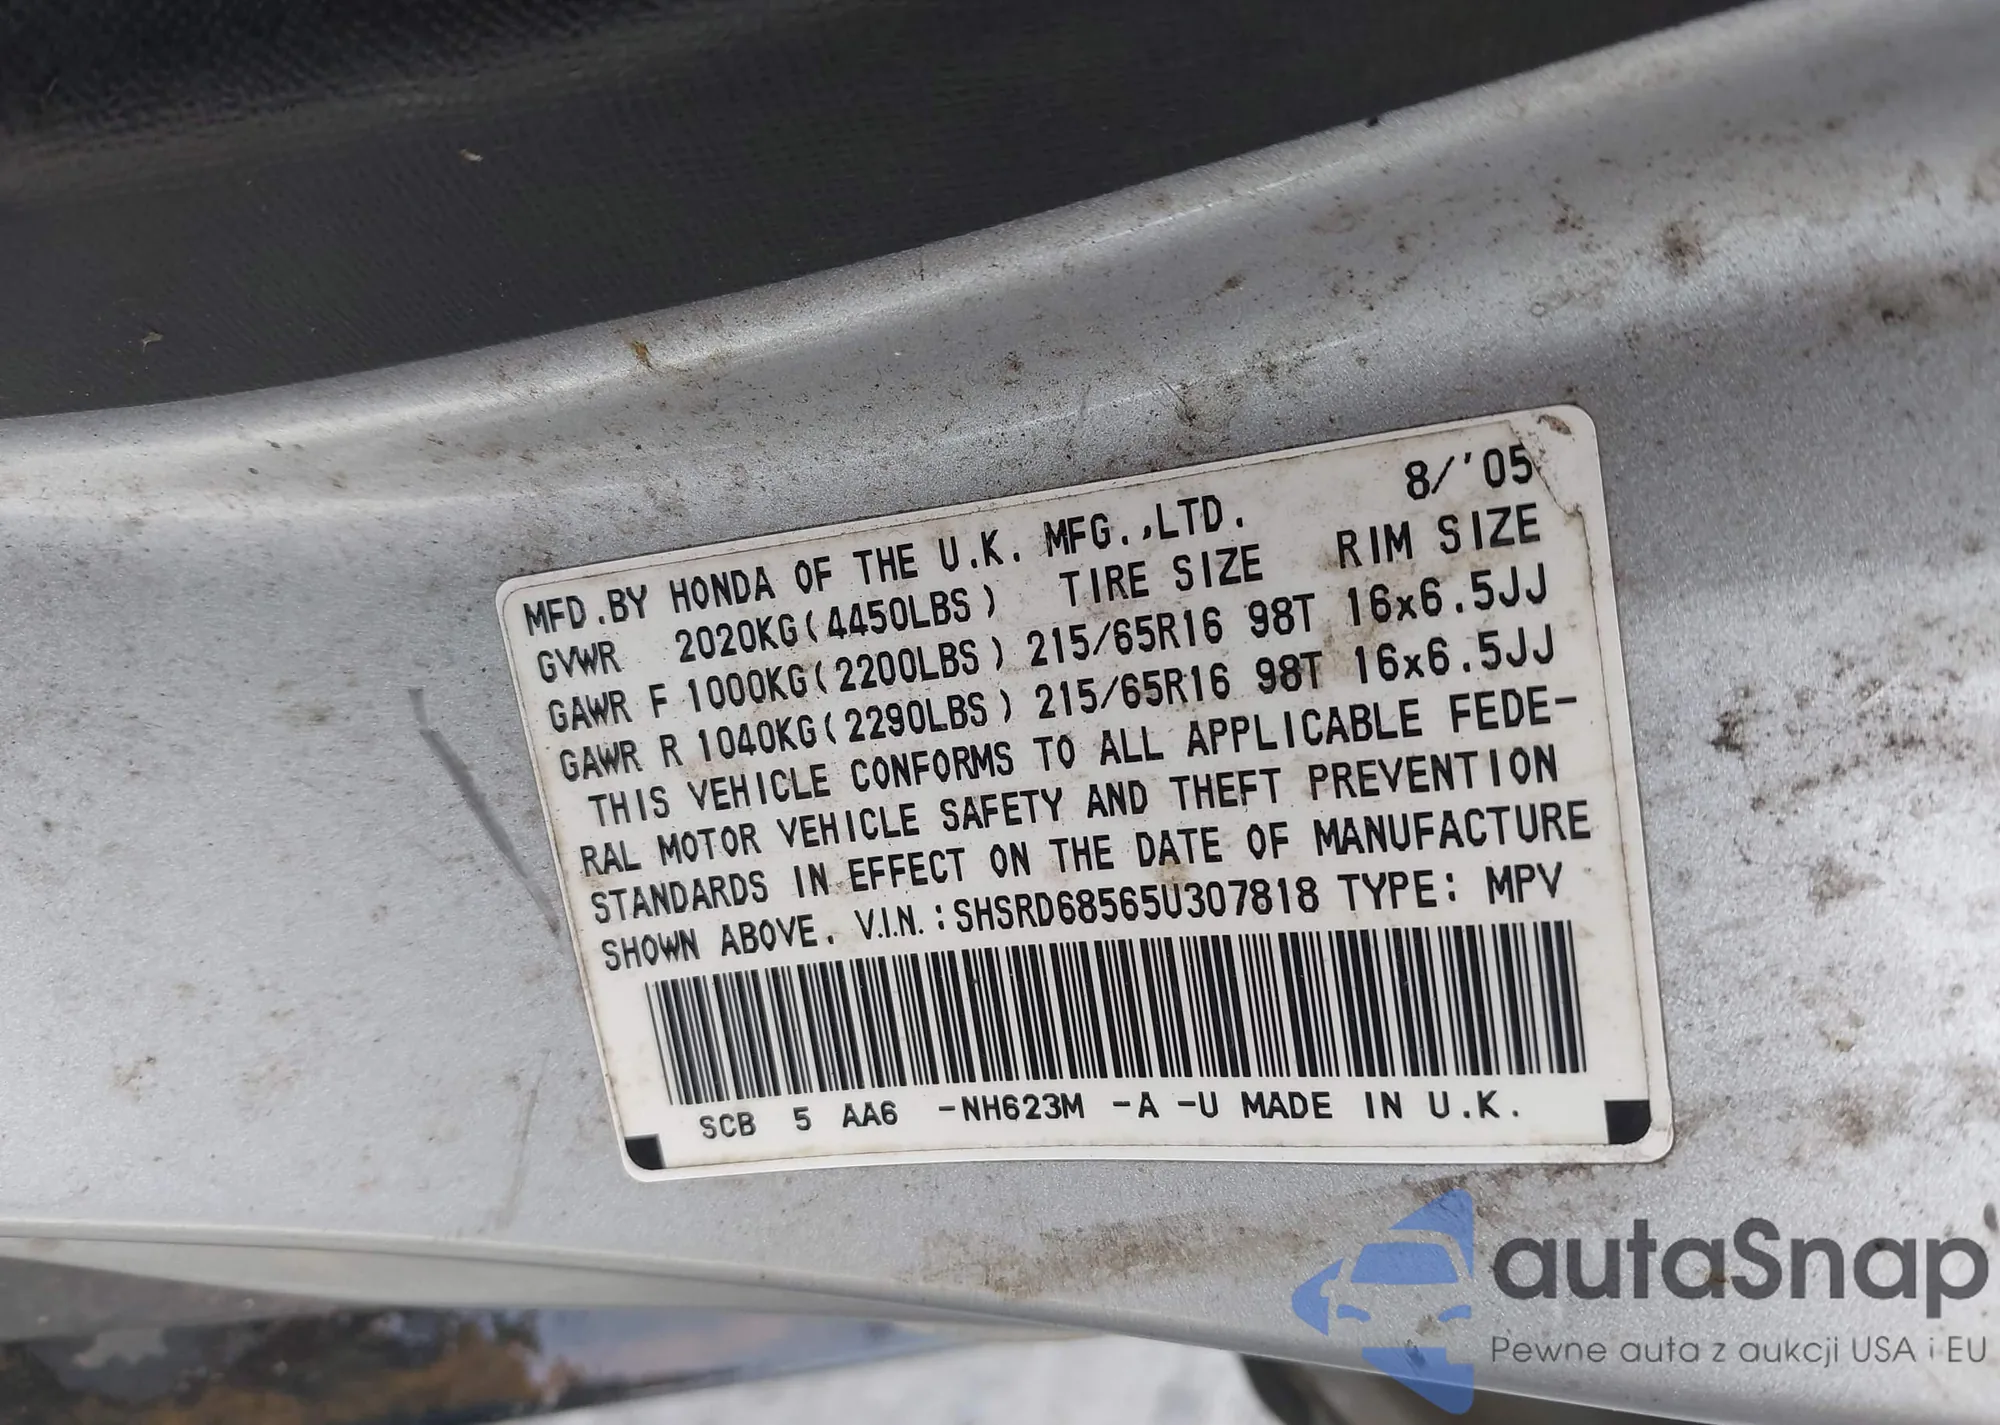 8/'05
MFD.BY HONDA OF THE U.K. MFG.,LTD.
GVWR 2020KG(4450LBS) TIRE SIZE RIM SIZE
GAWR F 1000KG(2200LBS) 215/65R16 98T 16x6.5JJ
GAWR R 1040KG(2290LBS) 215/65R16 98T 16x6.5JJ
THIS VEHICLE CONFORMS TO ALL APPLICABLE FEDE-
RAL MOTOR VEHICLE SAFETY AND THEFT PREVENTION
STANDARDS IN EFFECT ON THE DATE OF MANUFACTURE
SHOWN ABOVE. V.I.N.:SHSRD68565U307818 TYPE: MPV
SCB 5 AA6 -NH623M -A -U MADE IN U.K.
autaSnap
Pewne auta z aukcji USA i EU